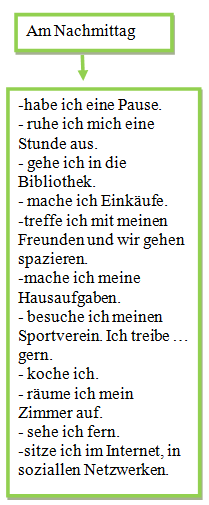 Am Nachmittag
-habe ich eine Pause.
- ruhe ich mich eine
Stunde aus.
- gehe ich in die
Bibliothek.
- mache ich Einkäufe.
-treffe ich mit meinen
Freunden und wir gehen
spazieren.
-mache ich meine
Hausaufgaben.
- besuche ich meinen
Sportverein. Ich treibe …
gern.
- koche ich.
- räume ich mein
Zimmer auf.
- sehe ich fern.
-sitze ich im Internet, in
soziallen Netzwerken.